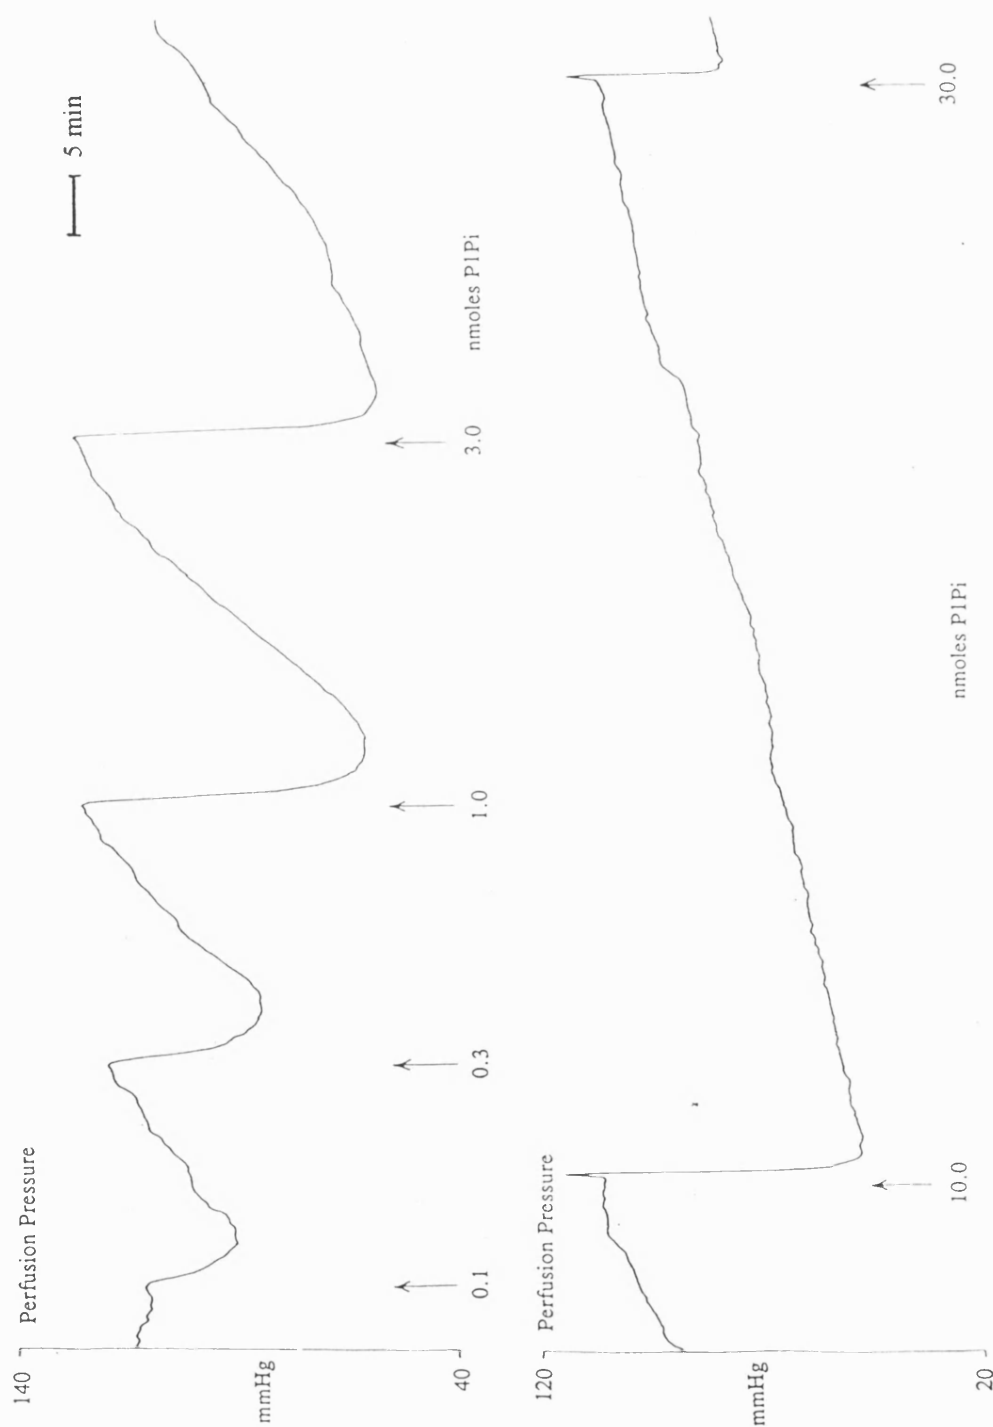 140
Perfusion Pressure
5 min
mmHg
40
0.1
0.3
1.0
3.0
nmoles P1Pi
120
Perfusion Pressure
mmHg
20
10.0
30.0
nmoles P1Pi